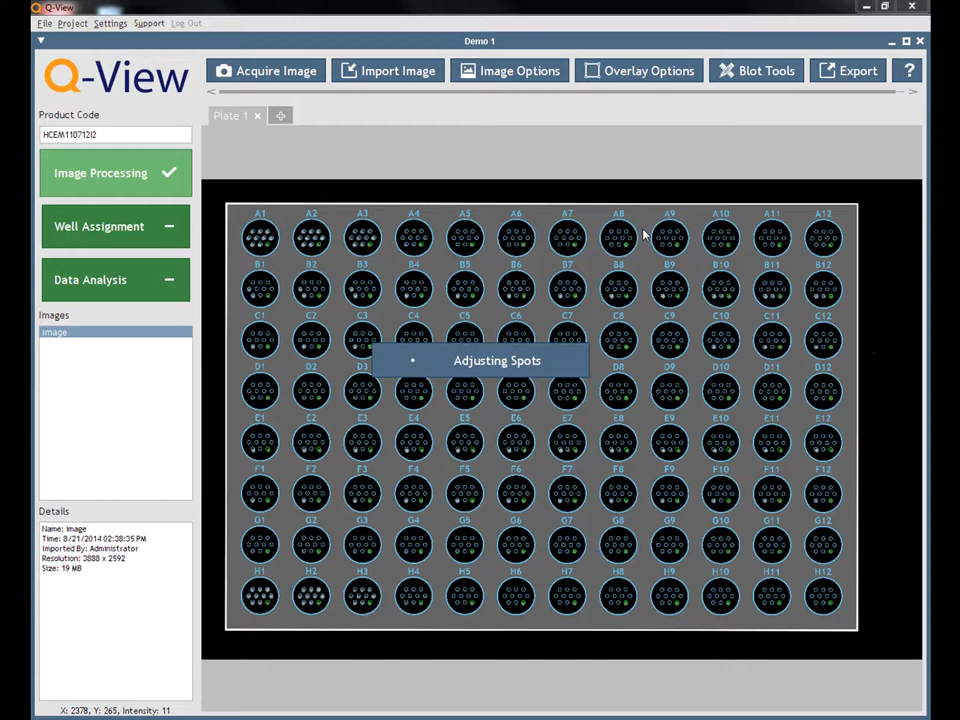 Q-View
File Project Settings Support Log Out
Demo 1
Q-View
Acquire Image Import Image Image Options Overlay Options Blot Tools Export ?
Plate 1
Product Code
HCEM110712I2
Image Processing
Well Assignment
Data Analysis
Images
image
A1 A2 A3 A4 A5 A6 A7 A8 A9 A10 A11 A12
B1 B2 B3 B4 B5 B6 B7 B8 B9 B10 B11 B12
C1 C2 C3 C4 C5 C6 C7 C8 C9 C10 C11 C12
Adjusting Spots
D1 D2 D3 D8 D9 D10 D11 D12
E1 E2 E3 E4 E5 E6 E7 E8 E9 E10 E11 E12
F1 F2 F3 F4 F5 F6 F7 F8 F9 F10 F11 F12
G1 G2 G3 G4 G5 G6 G7 G8 G9 G10 G11 G12
H1 H2 H3 H4 H5 H6 H7 H8 H9 H10 H11 H12
Details
Name: image
Time: 8/21/2014 02:38:35 PM
Imported By: Administrator
Resolution: 3888 x 2592
Size: 19 MB
X: 2378, Y: 265, Intensity: 11